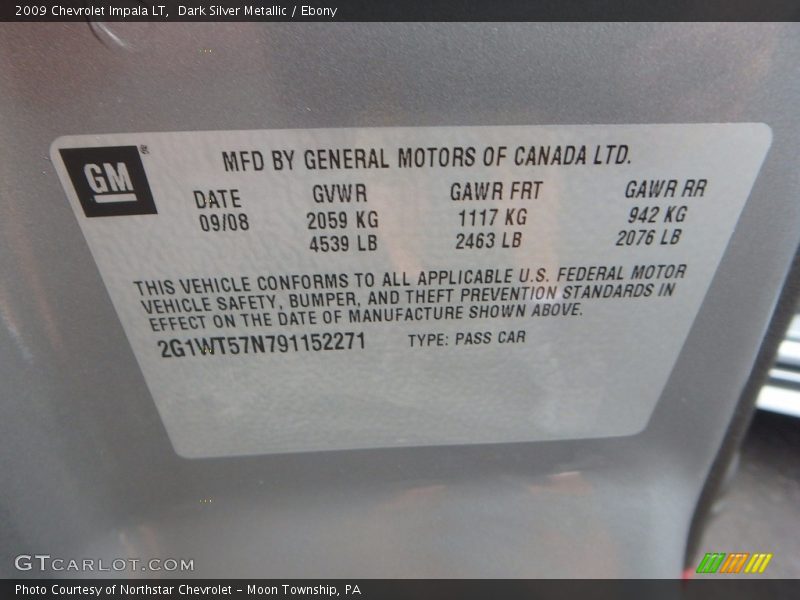 2009 Chevrolet Impala LT,  Dark Silver Metallic / Ebony
GM ®
MFD BY GENERAL MOTORS OF CANADA LTD.
DATE GVWR GAWR FRT GAWR RR
09/08 2059 KG 1117 KG 942 KG
4539 LB 2463 LB 2076 LB
THIS VEHICLE CONFORMS TO ALL APPLICABLE U.S. FEDERAL MOTOR
VEHICLE SAFETY, BUMPER, AND THEFT PREVENTION STANDARDS IN
EFFECT ON THE DATE OF MANUFACTURE SHOWN ABOVE.
2G1WT57N791152271 TYPE: PASS CAR
GTCARLOT.COM
Photo Courtesy of Northstar Chevrolet - Moon Township, PA